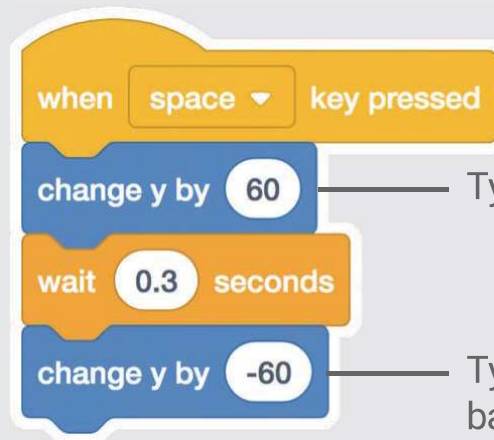 when space key pressed
change y by 60
wait 0.3 seconds
change y by -60